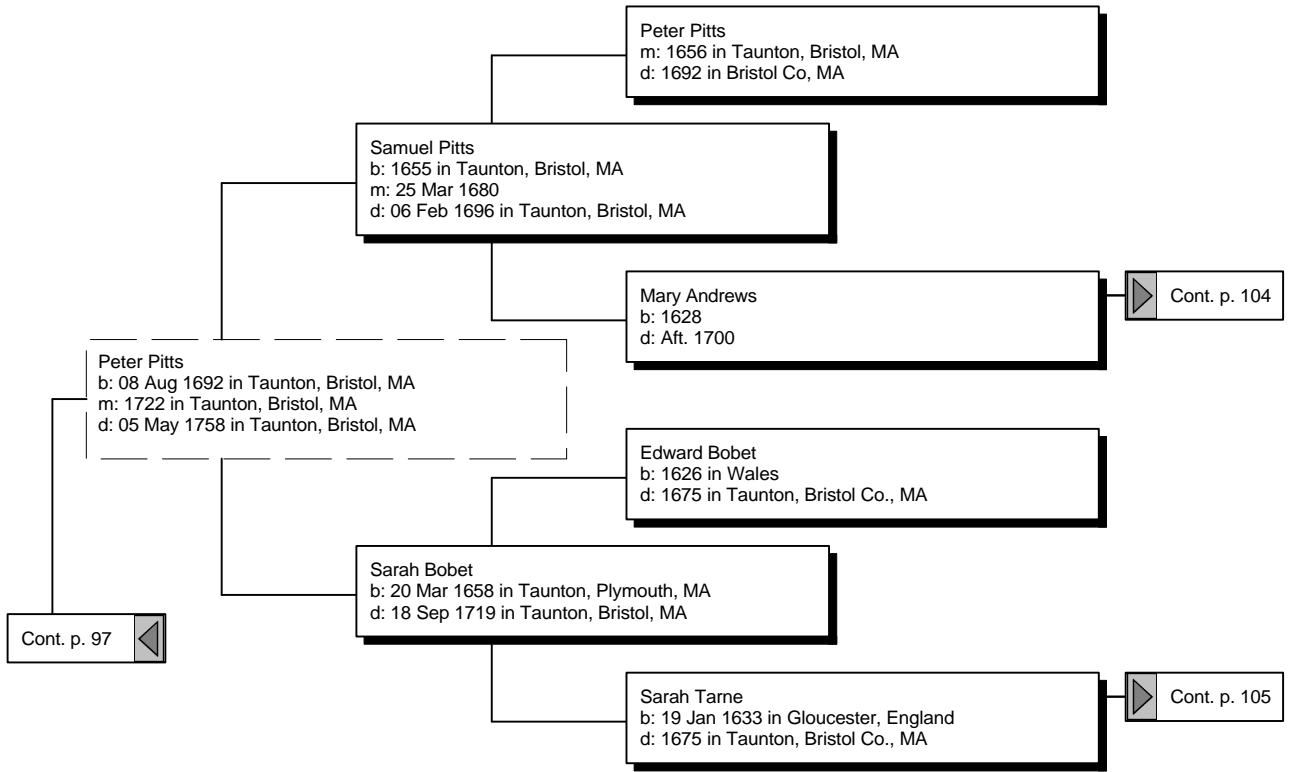 Peter Pitts
m: 1656 in Taunton, Bristol, MA
d: 1692 in Bristol Co, MA
Samuel Pitts
b: 1655 in Taunton, Bristol, MA
m: 25 Mar 1680
d: 06 Feb 1696 in Taunton, Bristol, MA
Mary Andrews
b: 1628
d: Aft. 1700
Cont. p. 104
Peter Pitts
b: 08 Aug 1692 in Taunton, Bristol, MA
m: 1722 in Taunton, Bristol, MA
d: 05 May 1758 in Taunton, Bristol, MA
Edward Bobet
b: 1626 in Wales
d: 1675 in Taunton, Bristol Co., MA
Sarah Bobet
b: 20 Mar 1658 in Taunton, Plymouth, MA
d: 18 Sep 1719 in Taunton, Bristol, MA
Cont. p. 97
Sarah Tarne
b: 19 Jan 1633 in Gloucester, England
d: 1675 in Taunton, Bristol Co., MA
Cont. p. 105